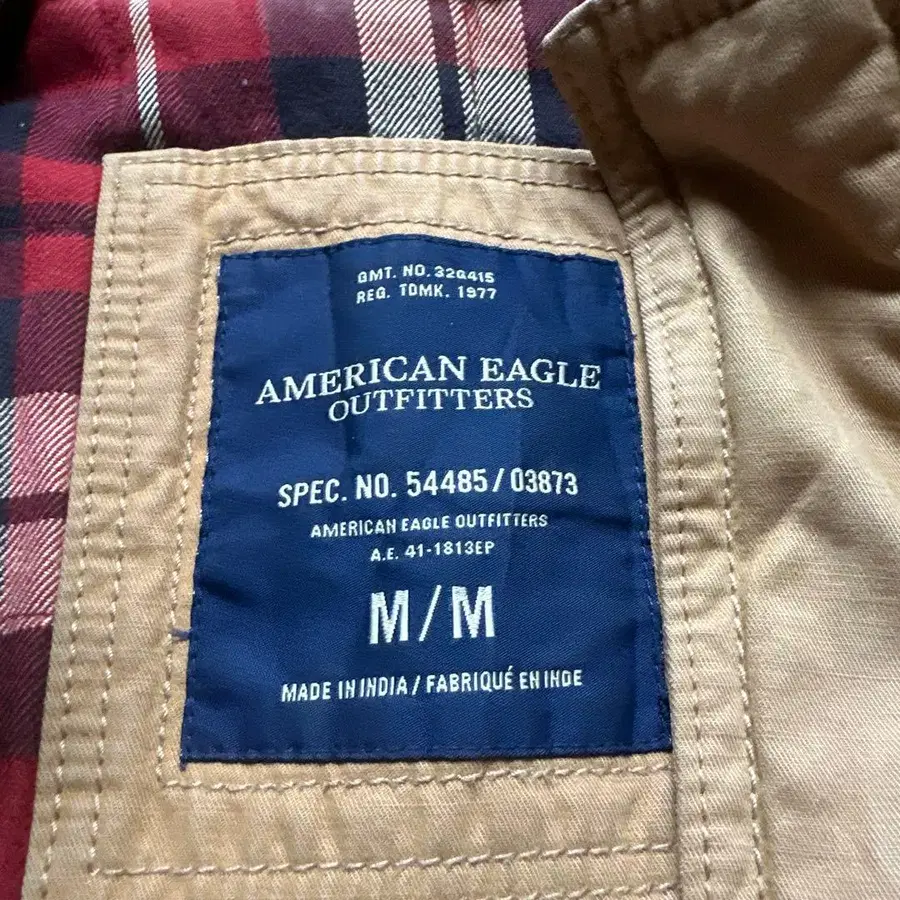 GMT. NO. 32G415
REG. TDMK. 1977
AMERICAN EAGLE
OUTFITTERS
SPEC. NO. 54485 / 03873
AMERICAN EAGLE OUTFITTERS
A.E. 41-1813EP
M / M
MADE IN INDIA / FABRIQUÉ EN INDE